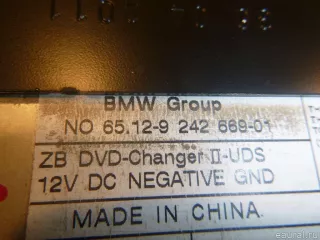 BMW Group
NO 65.12-9 242 669-01
ZB DVD-Changer II-UDS
12V DC NEGATIVE GND
MADE IN CHINA